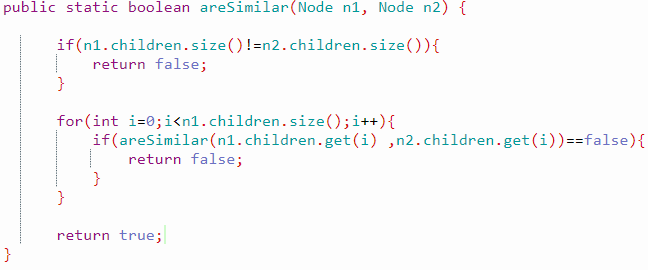 public static boolean areSimilar(Node n1, Node n2) {
if(n1.children.size()!=n2.children.size()){
return false;
}
for(int i=0;i<n1.children.size();i++){
if(areSimilar(n1.children.get(i) ,n2.children.get(i))==false){
return false;
}
}
return true;
}